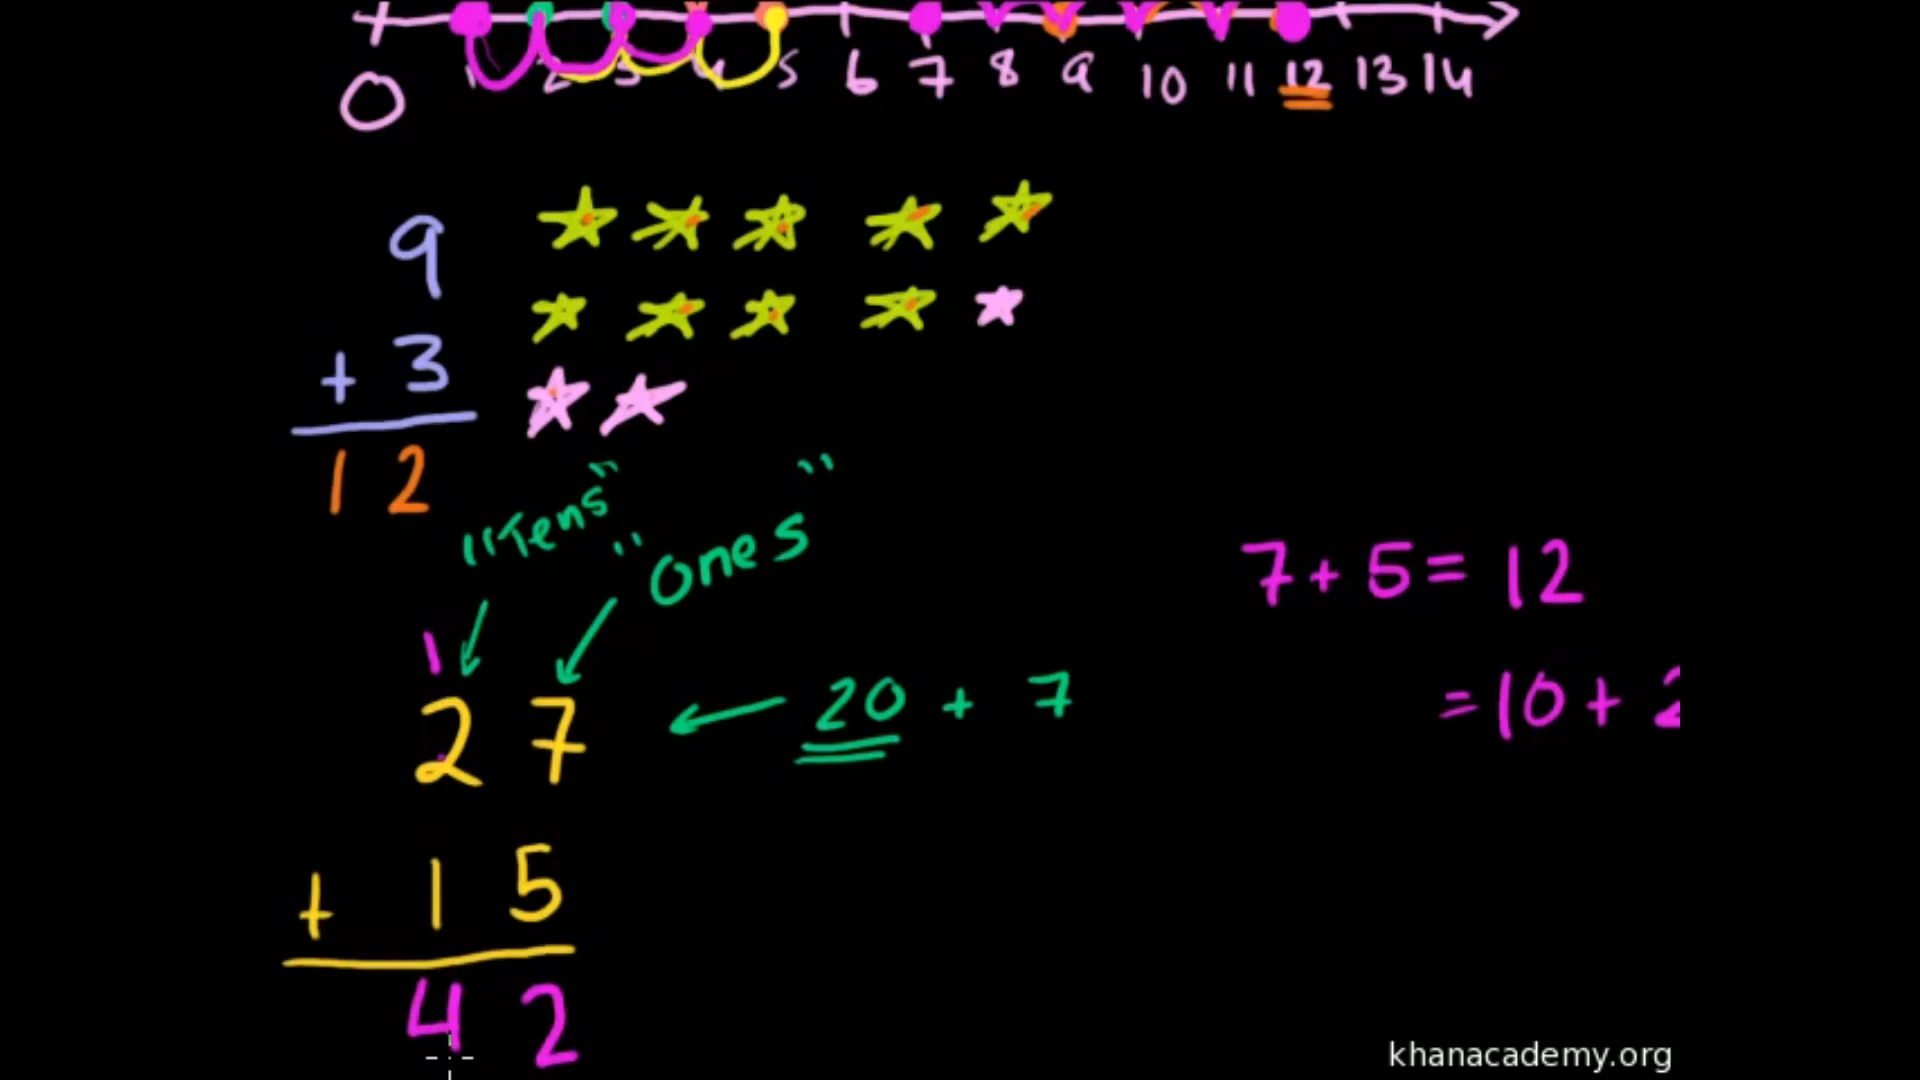 0 1 2 3 4 5 6 7 8 9 10 11 12 13 14
9
+ 3
12
"Tens"
"ones"
7 + 5 = 12
1
27 ← 20 + 7
= 10 + 2
+ 15
42
khanacademy.org